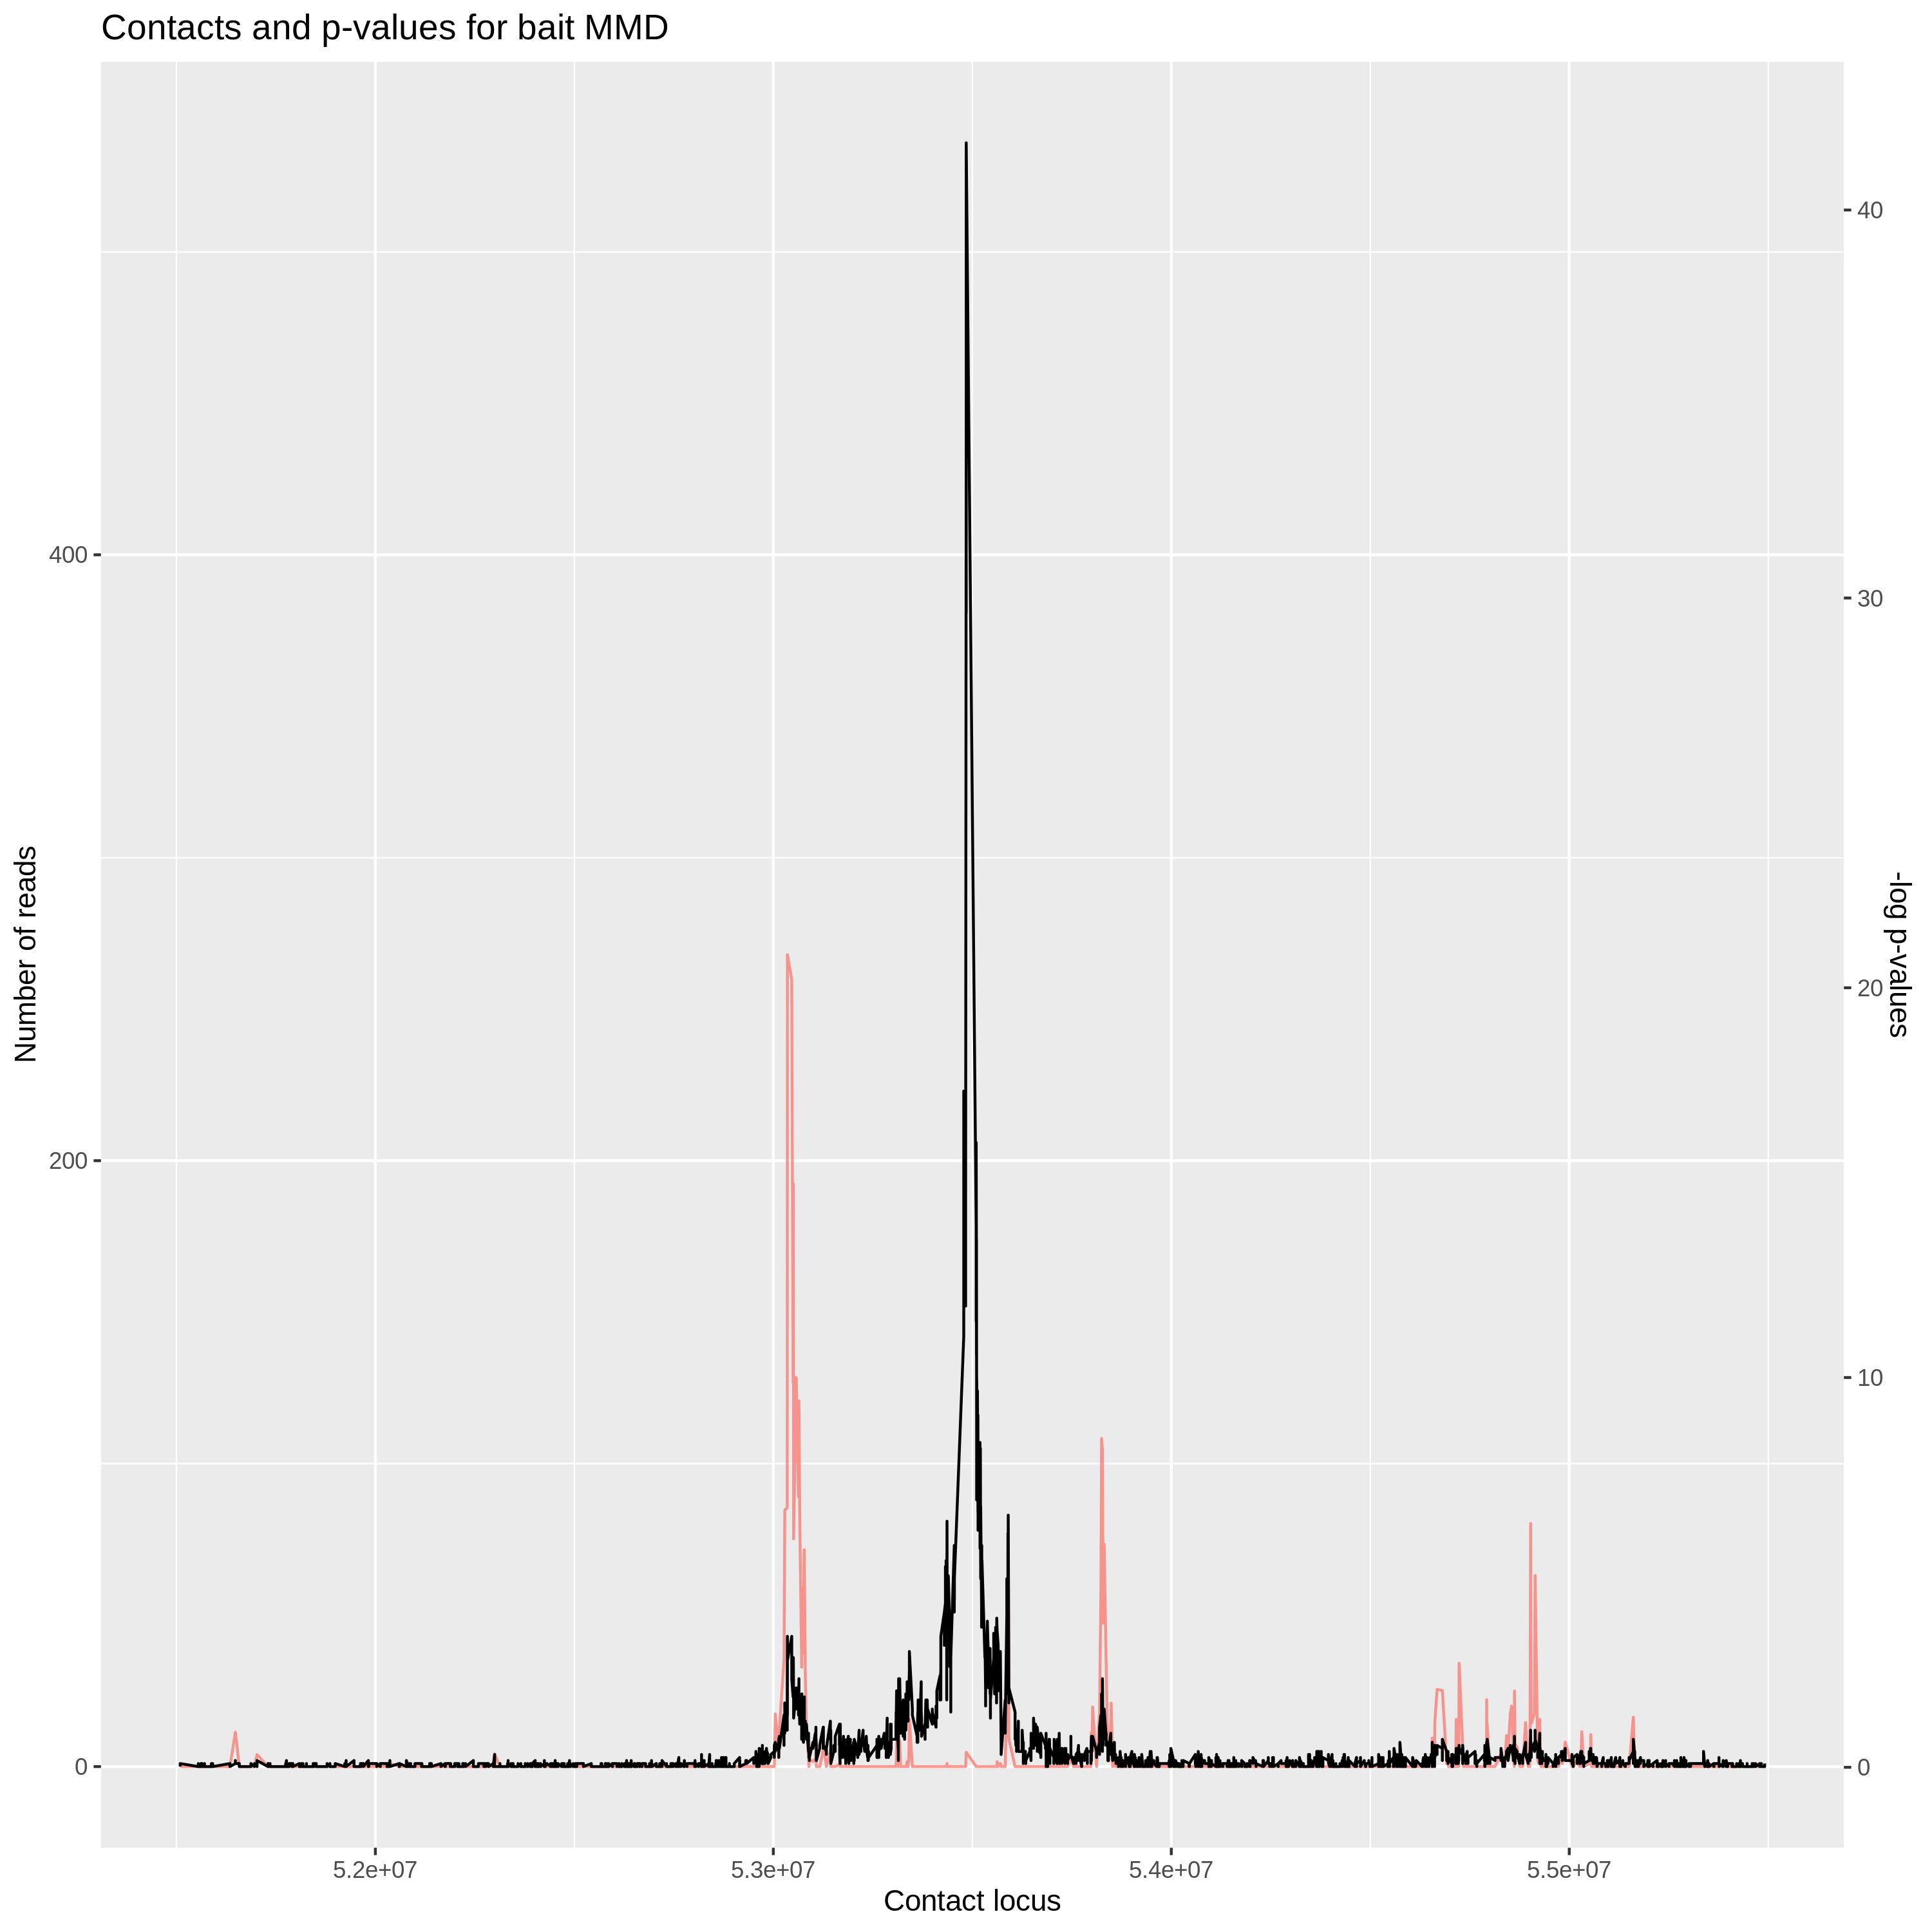 Contacts and p-values for bait MMD
Number of reads
400
200
0
40
30
20
10
0
-log p-values
5.2e+07
5.3e+07
5.4e+07
5.5e+07
Contact locus